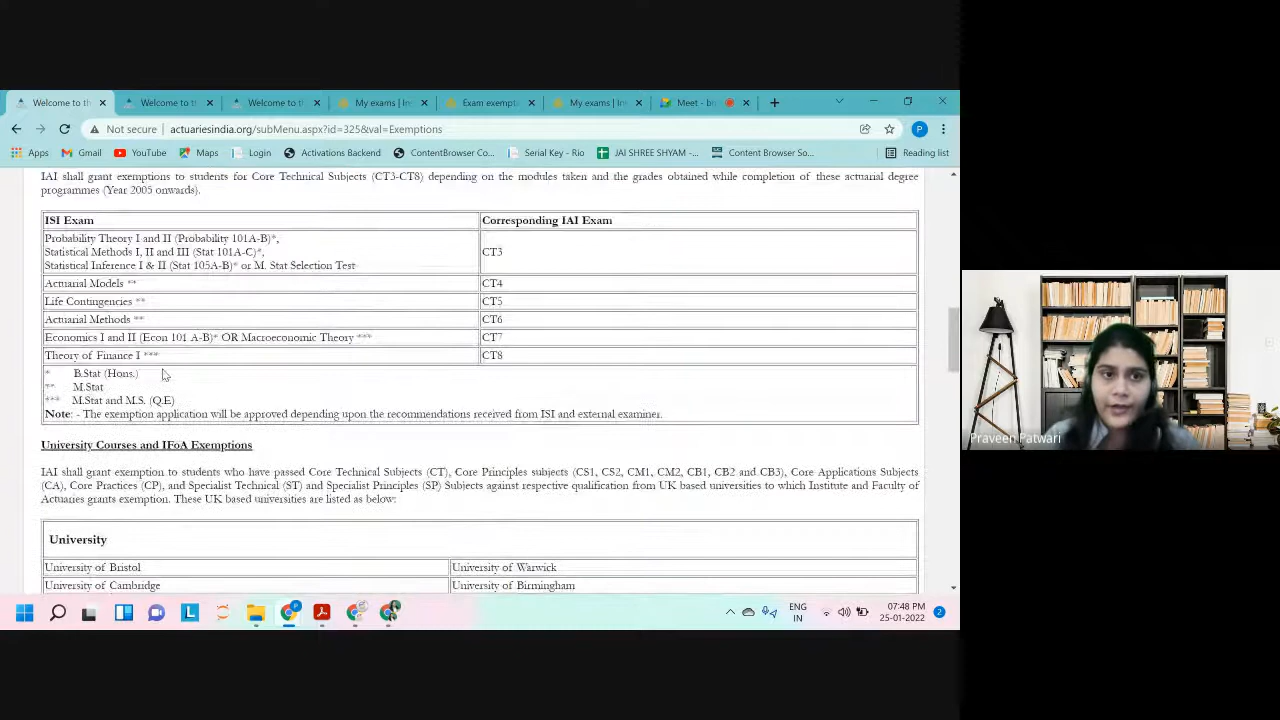 Welcome to th
Welcome to th
Welcome to th
My exams | Ins
Exam exempta
My exams | Ins
Meet - b
Not secure
actuariesindia.org/subMenu.aspx?id=325&val=Exemptions
P
Apps
Gmail
YouTube
Maps
Login
Activations Backend
ContentBrowser Co...
Serial Key - Rio
JAI SHREE SHYAM -...
Content Browser So...
Reading list
IAI shall grant exemptions to students for Core Technical Subjects (CT3-CT8) depending on the modules taken and the grades obtained while completion of these actuarial degree
programmes (Year 2005 onwards).
ISI Exam
Corresponding IAI Exam
Probability Theory I and II (Probability 101A-B)*,
Statistical Methods I, II and III (Stat 101A-C)*,
Statistical Inference I & II (Stat 105A-B)* or M. Stat Selection Test
CT3
Actuarial Models **
CT4
Life Contingencies **
CT5
Actuarial Methods **
CT6
Economics I and II (Econ 101 A-B)* OR Macroeconomic Theory ***
CT7
Theory of Finance I ***
CT8
* B.Stat (Hons.)
** M.Stat
*** M.Stat and M.S. (Q.E)
Note: - The exemption application will be approved depending upon the recommendations received from ISI and external examiner.
University Courses and IFoA Exemptions
IAI shall grant exemption to students who have passed Core Technical Subjects (CT), Core Principles subjects (CS1, CS2, CM1, CM2, CB1, CB2 and CB3), Core Applications Subjects
(CA), Core Practices (CP), and Specialist Technical (ST) and Specialist Principles (SP) Subjects against respective qualification from UK based universities to which Institute and Faculty of
Actuaries grants exemption. These UK based universities are listed as below:
University
University of Bristol
University of Warwick
University of Cambridge
University of Birmingham
Praveen Patwari
ENG
IN
07:48 PM
25-01-2022
2